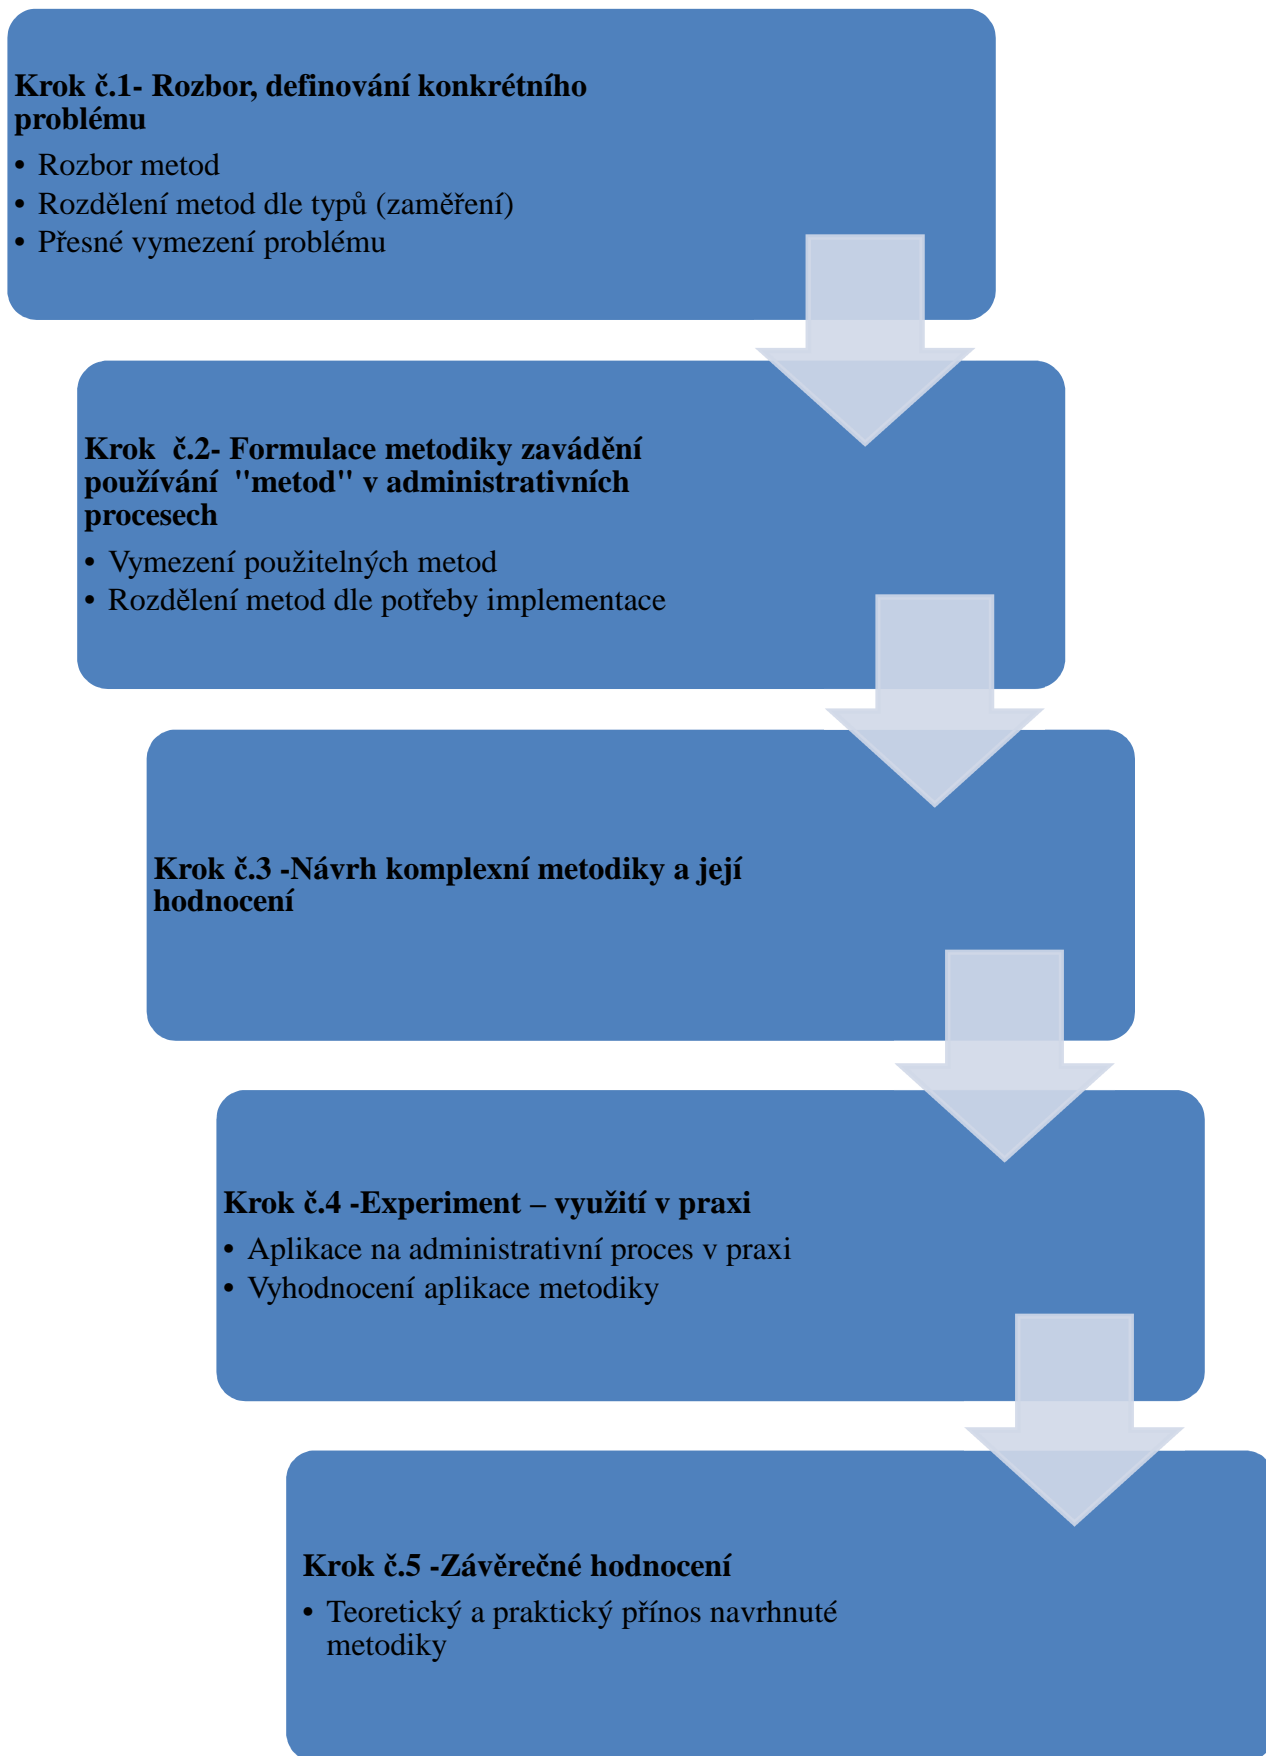 Krok č.1- Rozbor, definování konkrétního
problému
• Rozbor metod
• Rozdělení metod dle typů (zaměření)
• Přesné vymezení problému
Krok  č.2- Formulace metodiky zavádění
používání  "metod" v administrativních
procesech
• Vymezení použitelných metod
• Rozdělení metod dle potřeby implementace
Krok č.3 -Návrh komplexní metodiky a její
hodnocení
Krok č.4 -Experiment – využití v praxi
• Aplikace na administrativní proces v praxi
• Vyhodnocení aplikace metodiky
Krok č.5 -Závěrečné hodnocení
• Teoretický a praktický přínos navrhnuté
metodiky